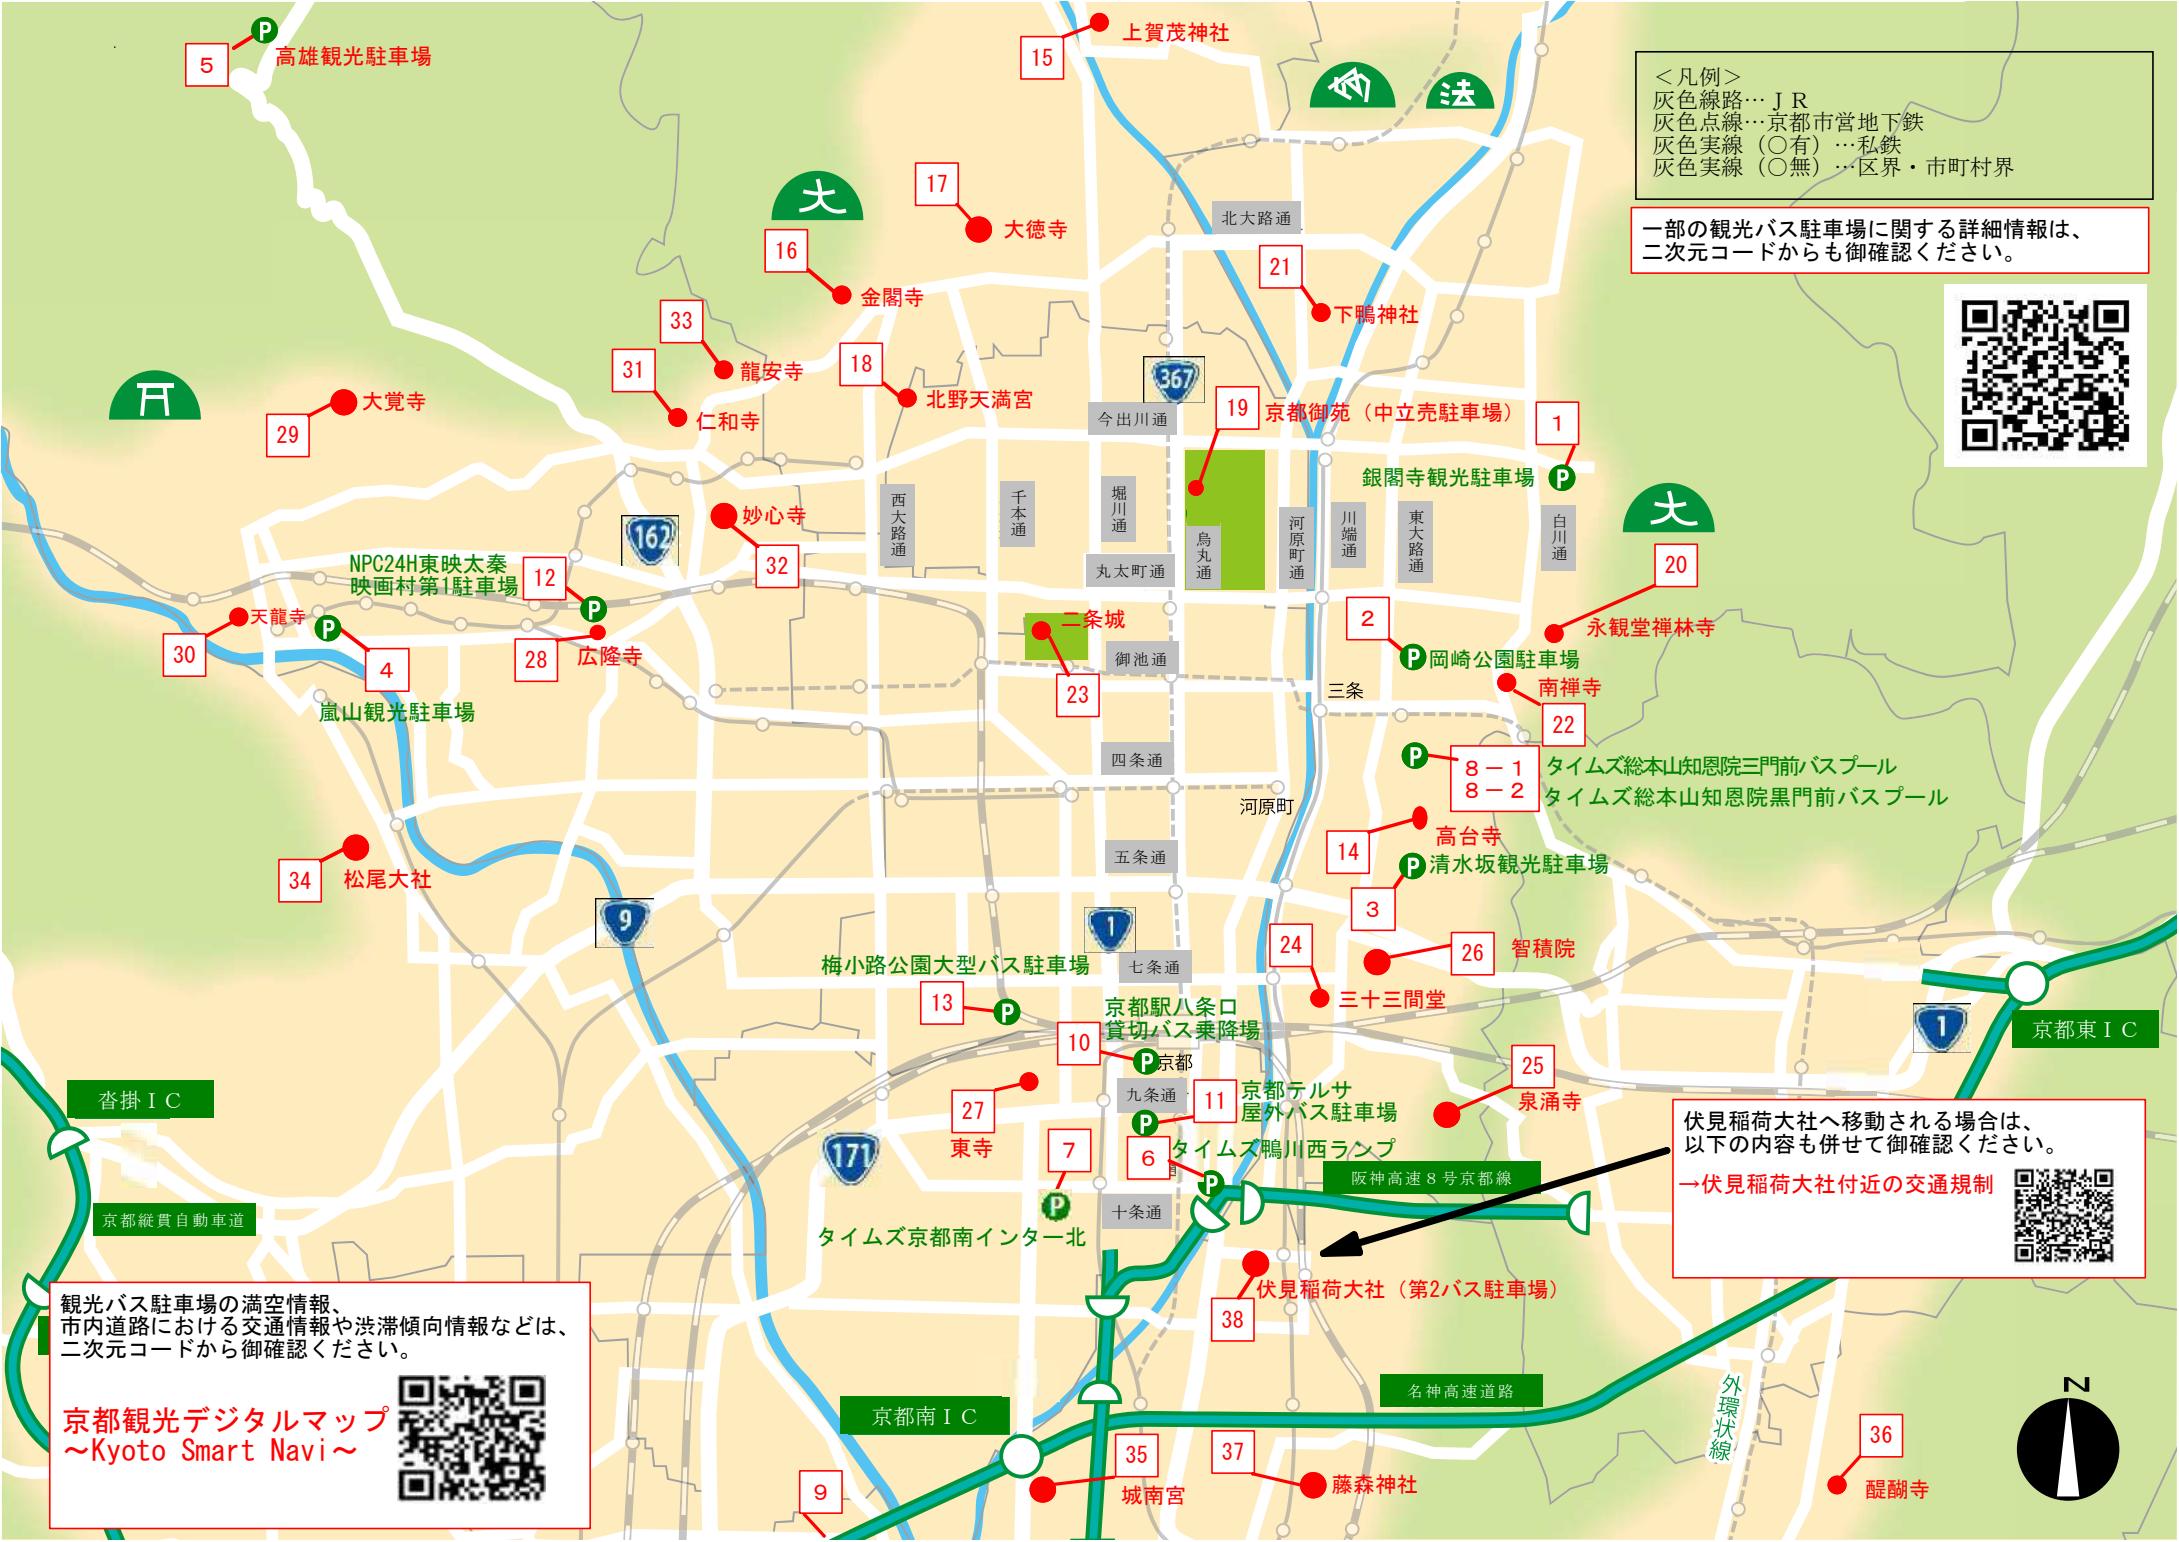 5
高雄観光駐車場
15
上賀茂神社
妙
法
＜凡例＞
灰色線路…ＪＲ
灰色点線…京都市営地下鉄
灰色実線（○有）…私鉄
灰色実線（○無）…区界・市町村界
一部の観光バス駐車場に関する詳細情報は、
二次元コードからも御確認ください。
17
大徳寺
大
16
金閣寺
北大路通
21
下鴨神社
33
龍安寺
31
仁和寺
18
北野天満宮
367
今出川通
19
京都御苑（中立売駐車場）
1
銀閣寺観光駐車場
29
大覚寺
大
162
妙心寺
32
西大路通
千本通
堀川通
烏丸通
河原町通
川端通
東大路通
白川通
丸太町通
20
永観堂禅林寺
NPC24H東映太秦
映画村第1駐車場
12
天龍寺
30
4
嵐山観光駐車場
28
広隆寺
二条城
23
御池通
2
岡崎公園駐車場
三条
南禅寺
22
四条通
河原町
8－1
8－2
タイムズ総本山知恩院三門前バスプール
タイムズ総本山知恩院黒門前バスプール
14
高台寺
3
清水坂観光駐車場
五条通
34
松尾大社
9
1
七条通
24
三十三間堂
26
智積院
梅小路公園大型バス駐車場
13
京都駅八条口
貸切バス乗降場
10
京都
1
京都東ＩＣ
25
泉涌寺
27
東寺
九条通
11
京都テルサ
屋外バス駐車場
沓掛ＩＣ
171
7
タイムズ京都南インター北
6
タイムズ鴨川西ランプ
十条通
阪神高速８号京都線
京都縦貫自動車道
伏見稲荷大社へ移動される場合は、
以下の内容も併せて御確認ください。
→伏見稲荷大社付近の交通規制
38
伏見稲荷大社（第2バス駐車場）
観光バス駐車場の満空情報、
市内道路における交通情報や渋滞傾向情報などは、
二次元コードから御確認ください。
京都観光デジタルマップ
～Kyoto Smart Navi～
京都南ＩＣ
名神高速道路
外環状線
N
9
35
城南宮
37
藤森神社
36
醍醐寺